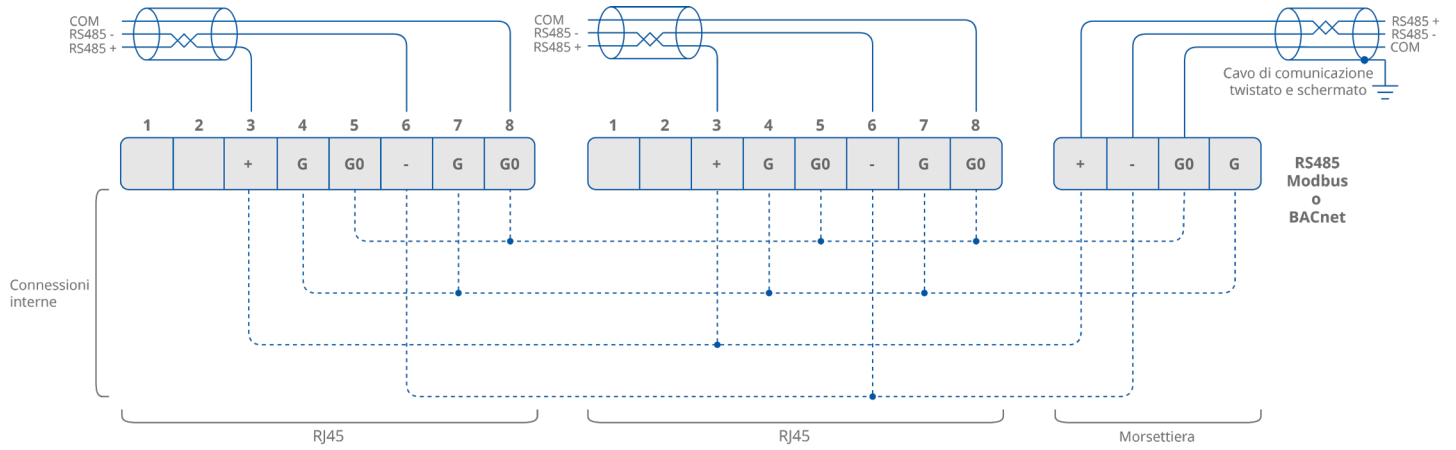 COM
RS485 -
RS485 +
COM
RS485 -
RS485 +
RS485 +
RS485 -
COM
Cavo di comunicazione
twistato e schermato
1 2 3 4 5 6 7 8
1 2 3 4 5 6 7 8
+ G G0 - G G0
+ G G0 - G G0
+ - G0 G
RS485
Modbus
o
BACnet
Connessioni
interne
RJ45
RJ45
Morsettiera